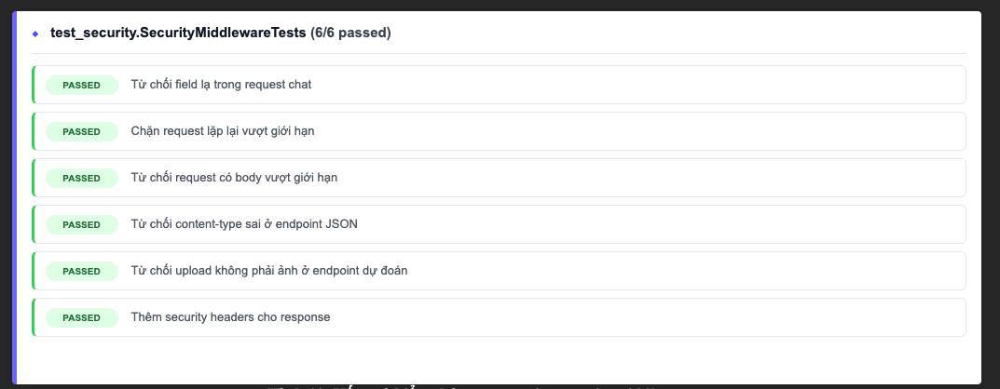 test_security.SecurityMiddlewareTests (6/6 passed)
PASSED Từ chối field lạ trong request chat
PASSED Chặn request lặp lại vượt giới hạn
PASSED Từ chối request có body vượt giới hạn
PASSED Từ chối content-type sai ở endpoint JSON
PASSED Từ chối upload không phải ảnh ở endpoint dự đoán
PASSED Thêm security headers cho response